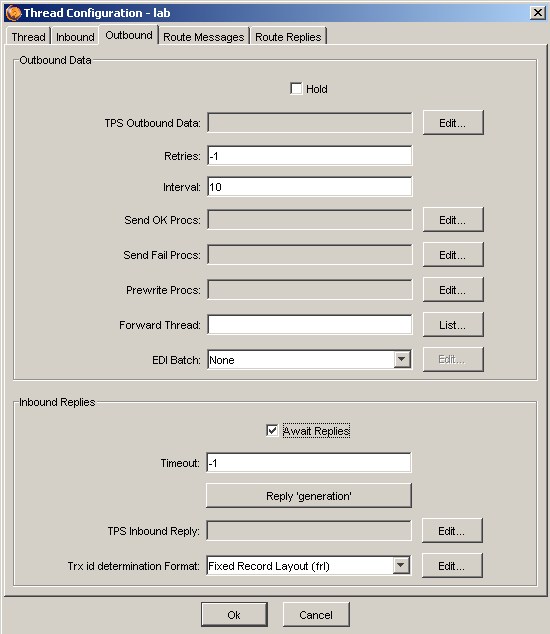 Thread Configuration - lab
Thread Inbound Outbound Route Messages Route Replies
Outbound Data
Hold
TPS Outbound Data: Edit...
Retries: -1
Interval: 10
Send OK Procs: Edit...
Send Fail Procs: Edit...
Prewrite Procs: Edit...
Forward Thread: List...
EDI Batch: None Edit...
Inbound Replies
Await Replies
Timeout: -1
Reply 'generation'
TPS Inbound Reply: Edit...
Trx id determination Format: Fixed Record Layout (frl) Edit...
Ok Cancel